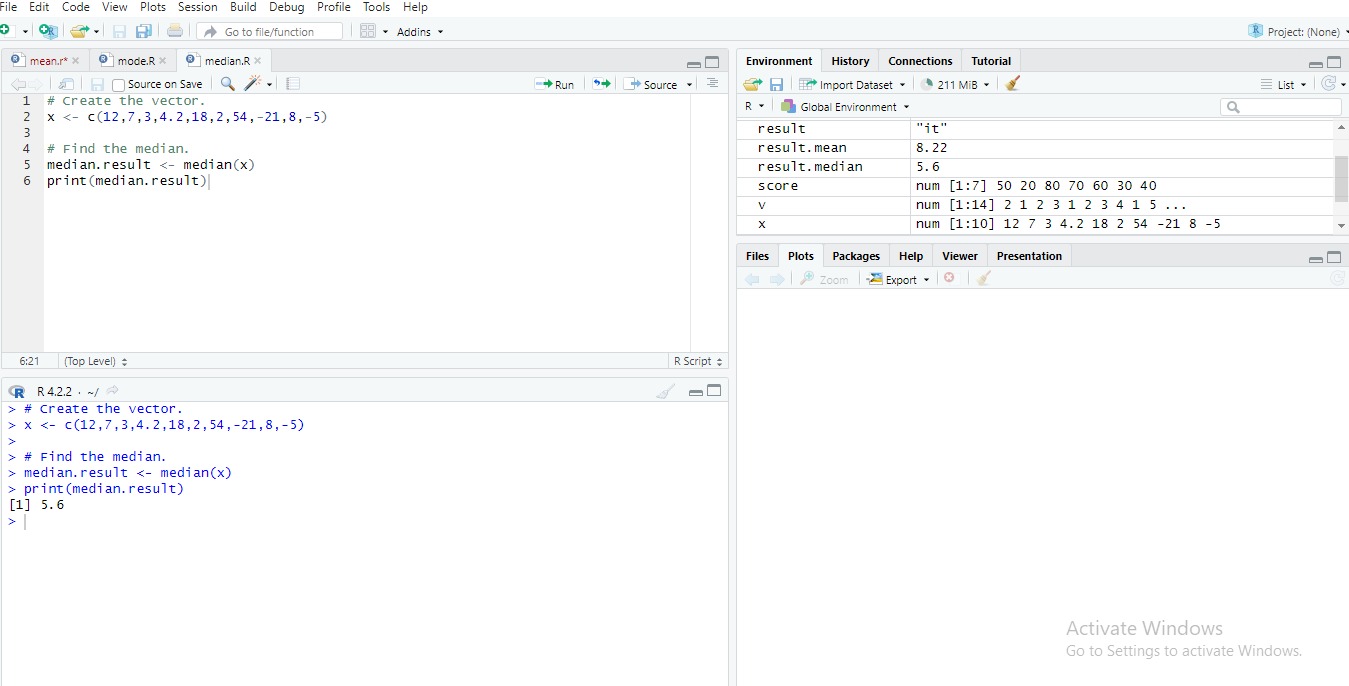 File Edit Code View Plots Session Build Debug Profile Tools Help
Go to file/function Addins Project: (None)
mean.r* mode.R median.R
Source on Save Run Source
1 # Create the vector.
2 x <- c(12,7,3,4.2,18,2,54,-21,8,-5)
3
4 # Find the median.
5 median.result <- median(x)
6 print(median.result)
6:21 (Top Level) R Script
R 4.2.2 · ~/
> # Create the vector.
> x <- c(12,7,3,4.2,18,2,54,-21,8,-5)
>
> # Find the median.
> median.result <- median(x)
> print(median.result)
[1] 5.6
>
Environment History Connections Tutorial
Import Dataset 211 MiB List
R Global Environment
result "it"
result.mean 8.22
result.median 5.6
score num [1:7] 50 20 80 70 60 30 40
v num [1:14] 2 1 2 3 1 2 3 4 1 5 ...
x num [1:10] 12 7 3 4.2 18 2 54 -21 8 -5
Files Plots Packages Help Viewer Presentation
Zoom Export
Activate Windows
Go to Settings to activate Windows.